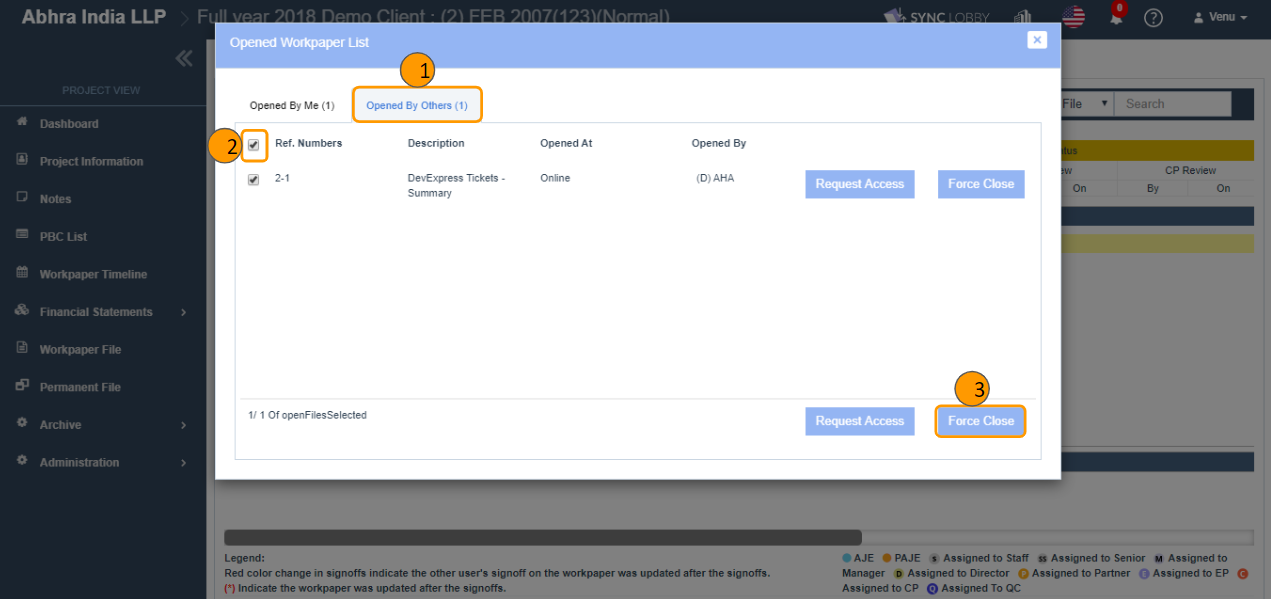 Abhra India LLP > Full year 2018 Demo Client : (2) FEB 2007(123)(Normal)
SYNC LOBBY
0
?
Venu
Opened Workpaper List
×
1
Opened By Me (1)
Opened By Others (1)
2
Ref. Numbers Description Opened At Opened By
2-1 DevExpress Tickets - Online (D) AHA Request Access Force Close
Summary
3
1/ 1 Of openFilesSelected Request Access Force Close
PROJECT VIEW
Dashboard
Project Information
Notes
PBC List
Workpaper Timeline
Financial Statements >
Workpaper File
Permanent File
Archive >
Administration >
File ▼ Search
CP Review
On By On
Legend:
Red color change in signoffs indicate the other user's signoff on the workpaper was updated after the signoffs.
(*) Indicate the workpaper was updated after the signoffs.
AJE PAJE S Assigned to Staff SS Assigned to Senior M Assigned to
Manager D Assigned to Director P Assigned to Partner E Assigned to EP C
Assigned to CP Q Assigned To QC